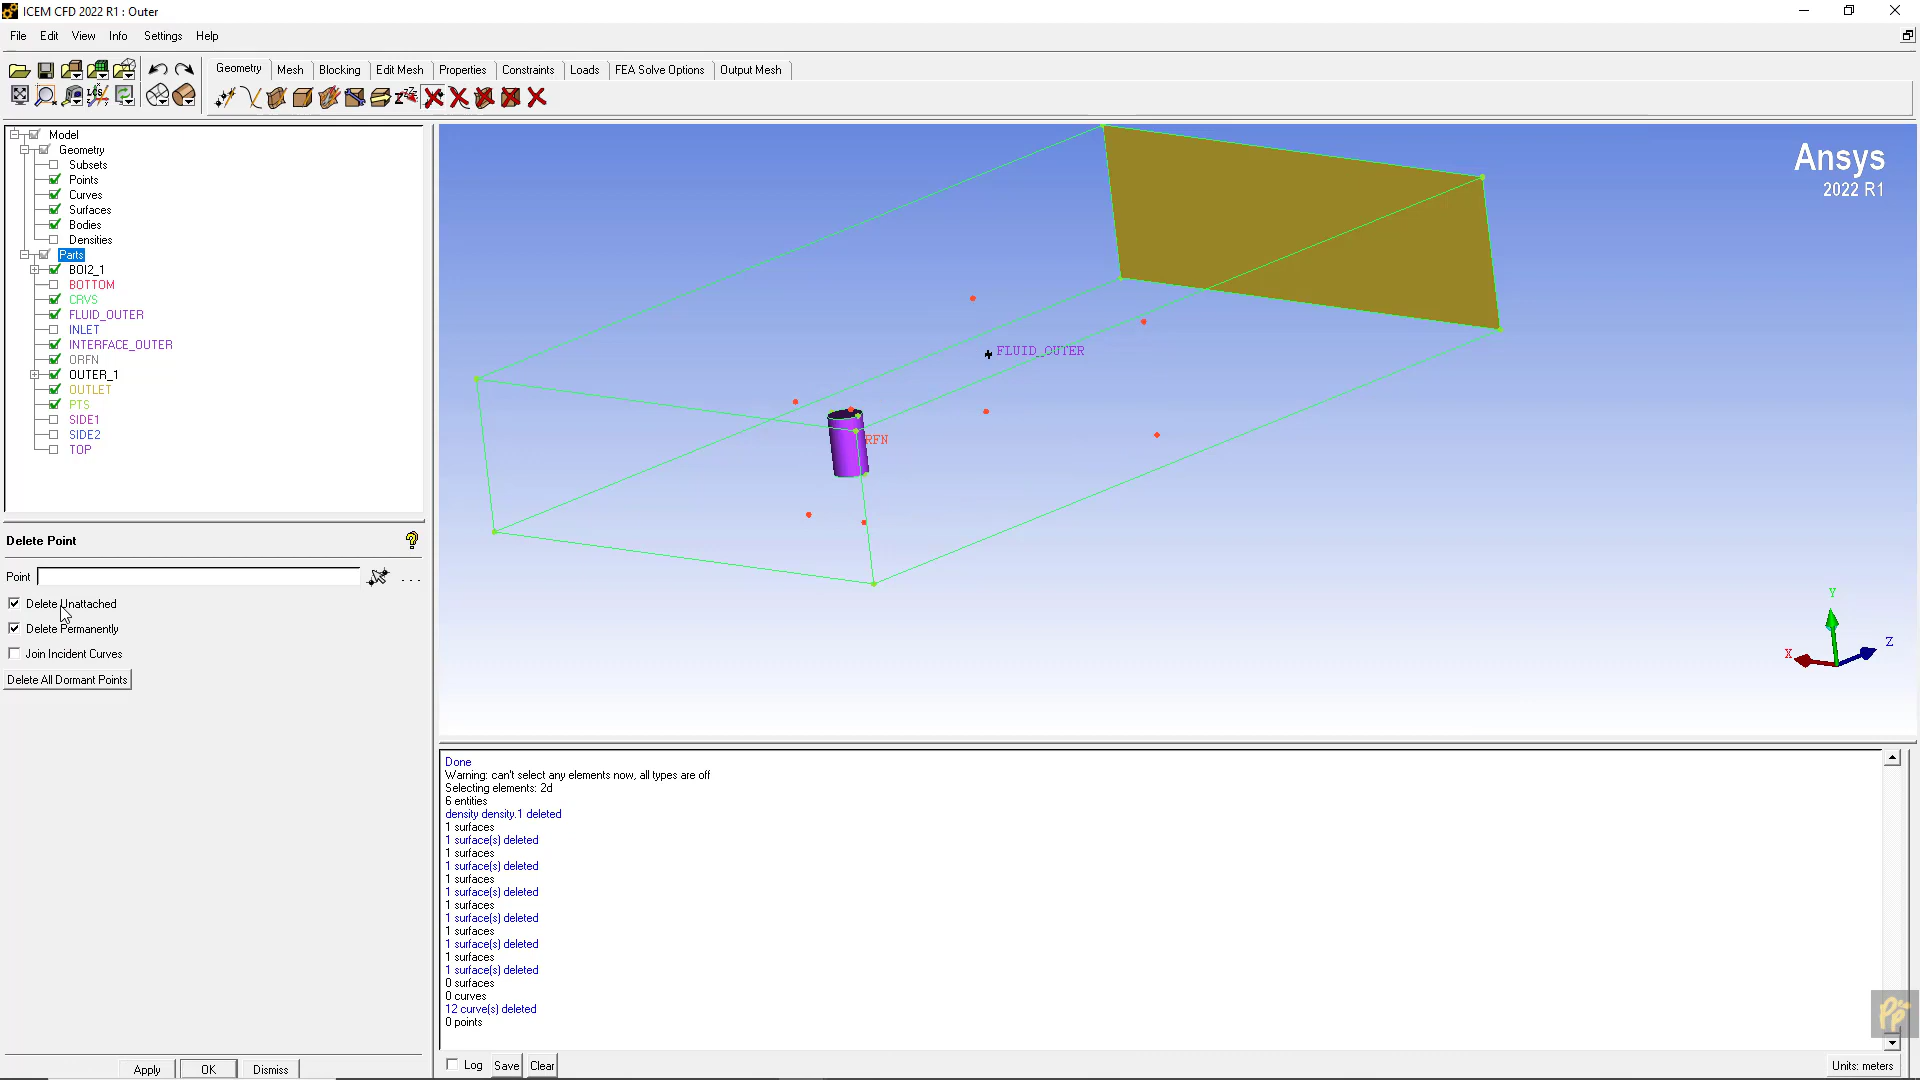 ICEM CFD 2022 R1 : Outer
File Edit View Info Settings Help
Geometry Mesh Blocking Edit Mesh Properties Constraints Loads FEA Solve Options Output Mesh
LCS
Model
Geometry
Subsets
Points
Curves
Surfaces
Bodies
Densities
Parts
BOI2_1
BOTTOM
CRVS
FLUID_OUTER
INLET
INTERFACE_OUTER
ORFN
OUTER_1
OUTLET
PTS
SIDE1
SIDE2
TOP
Ansys
2022 R1
FLUID_OUTER
RFN
Y
Z
X
Delete Point
Point
. . .
Delete Unattached
Delete Permanently
Join Incident Curves
Delete All Dormant Points
Apply OK Dismiss
Done
Warning: can't select any elements now, all types are off
Selecting elements: 2d
6 entities
density density.1 deleted
1 surfaces
1 surface(s) deleted
1 surfaces
1 surface(s) deleted
1 surfaces
1 surface(s) deleted
1 surfaces
1 surface(s) deleted
1 surfaces
1 surface(s) deleted
1 surfaces
1 surface(s) deleted
0 surfaces
0 curves
12 curve(s) deleted
0 points
Log Save Clear
Units: meters